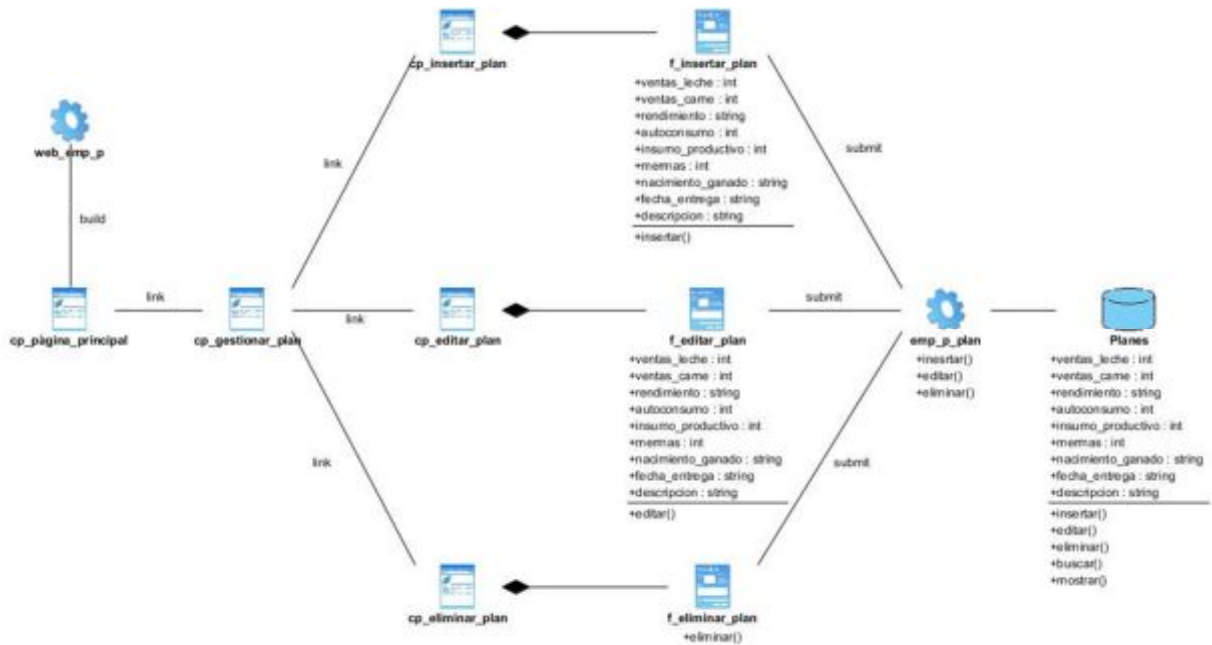 cp_insertar_plan
f_insertar_plan
+ventas_leche : int
+ventas_carne : int
+rendimiento : string
+autoconsumo : int
+insumo_productivo : int
+mermas : int
+nacimiento_ganado : string
+fecha_entrega : string
+descripcion : string
+insertar()
web_emp_p
build
link
submit
cp_pàgina_principal
link
cp_gestionar_plan
link
cp_editar_plan
f_editar_plan
+ventas_leche : int
+ventas_carne : int
+rendimiento : string
+autoconsumo : int
+insumo_productivo : int
+mermas : int
+nacimiento_ganado : string
+fecha_entrega : string
+descripcion : string
+editar()
submit
emp_p_plan
+inesrtar()
+editar()
+eliminar()
Planes
+ventas_leche : int
+ventas_carne : int
+rendimiento : string
+autoconsumo : int
+insumo_productivo : int
+mermas : int
+nacimiento_ganado : string
+fecha_entrega : string
+descripcion : string
+insertar()
+editar()
+eliminar()
+buscar()
+mostrar()
link
submit
cp_eliminar_plan
f_eliminar_plan
+eliminar()